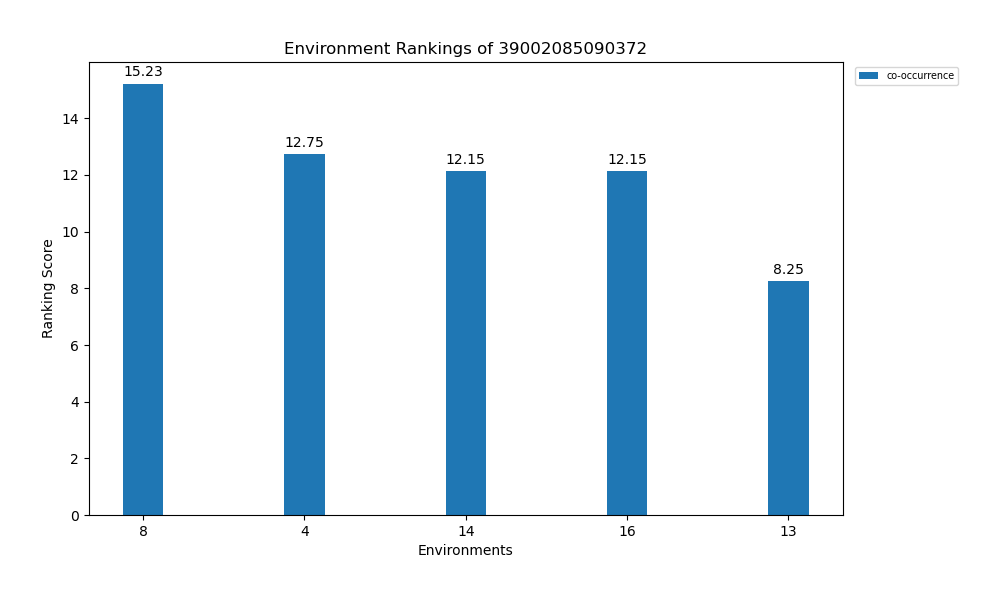 Environment Rankings of 39002085090372
co-occurrence
15.23
12.75
12.15
12.15
8.25
14
12
10
8
6
4
2
0
Ranking Score
8 4 14 16 13
Environments